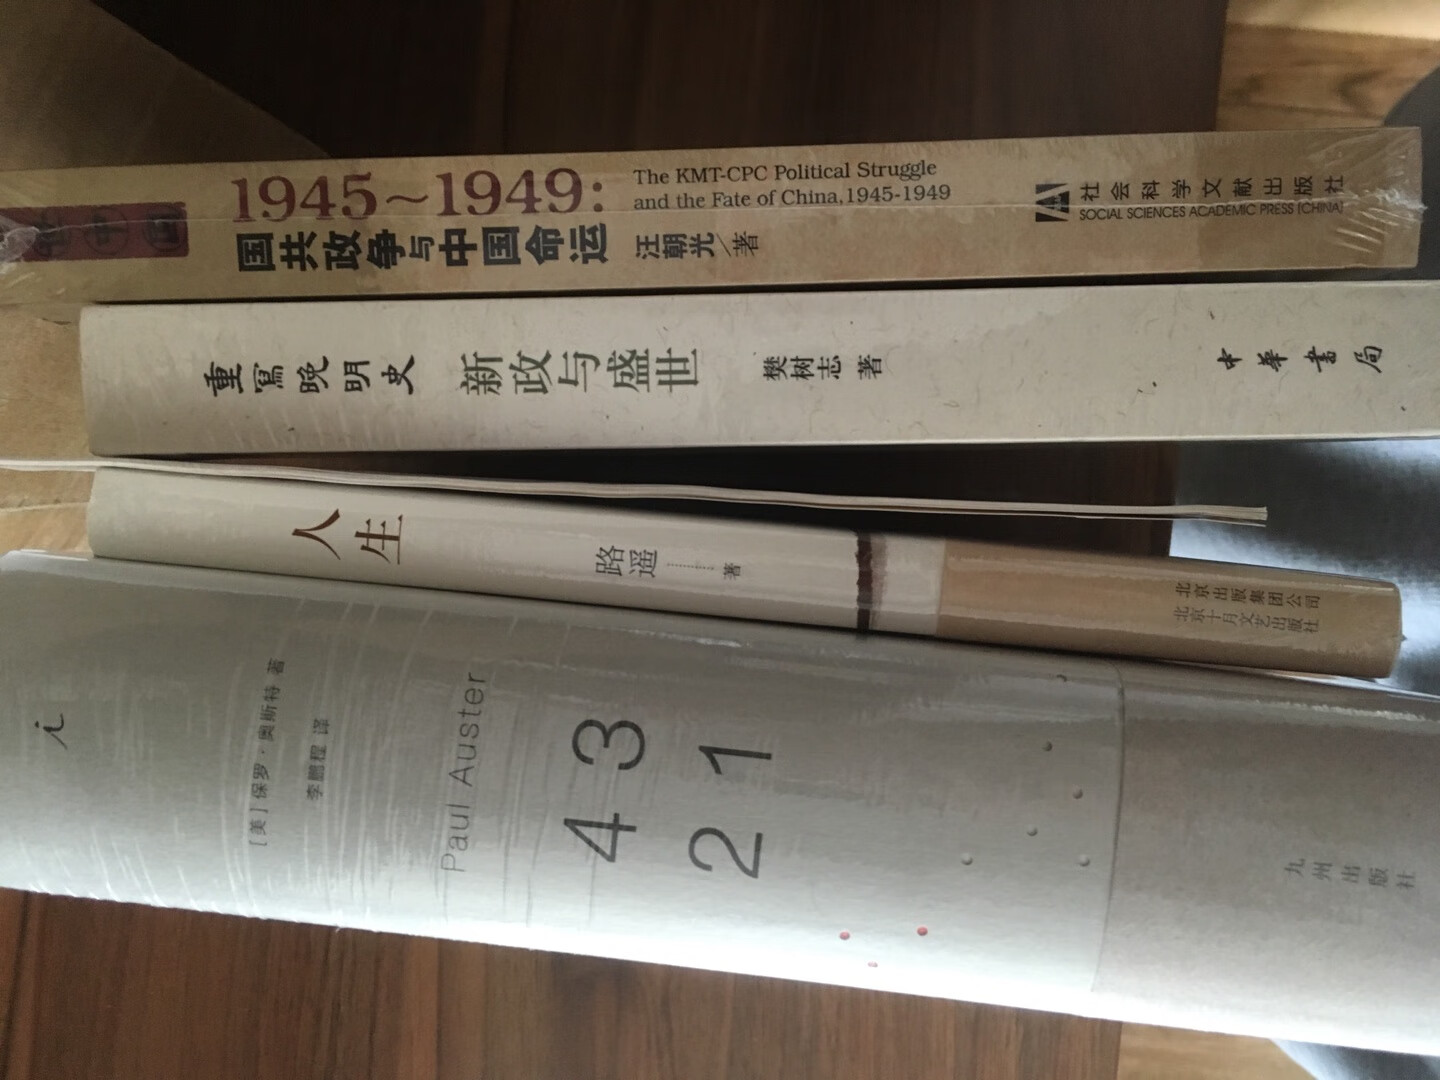 1945~1949:
国共政争与中国命运
The KMT-CPC Political Struggle
and the Fate of China,1945-1949
汪朝光/著
社会科学文献出版社
SOCIAL SCIENCES ACADEMIC PRESS (CHINA)
重寫晚明史
新政与盛世
樊树志 著
中華書局
人生
路遥
著
北京出版集团公司
北京十月文艺出版社
i
[美]保罗·奥斯特 著
李鹏程 译
Paul Auster
4 3
2 1
九州出版社